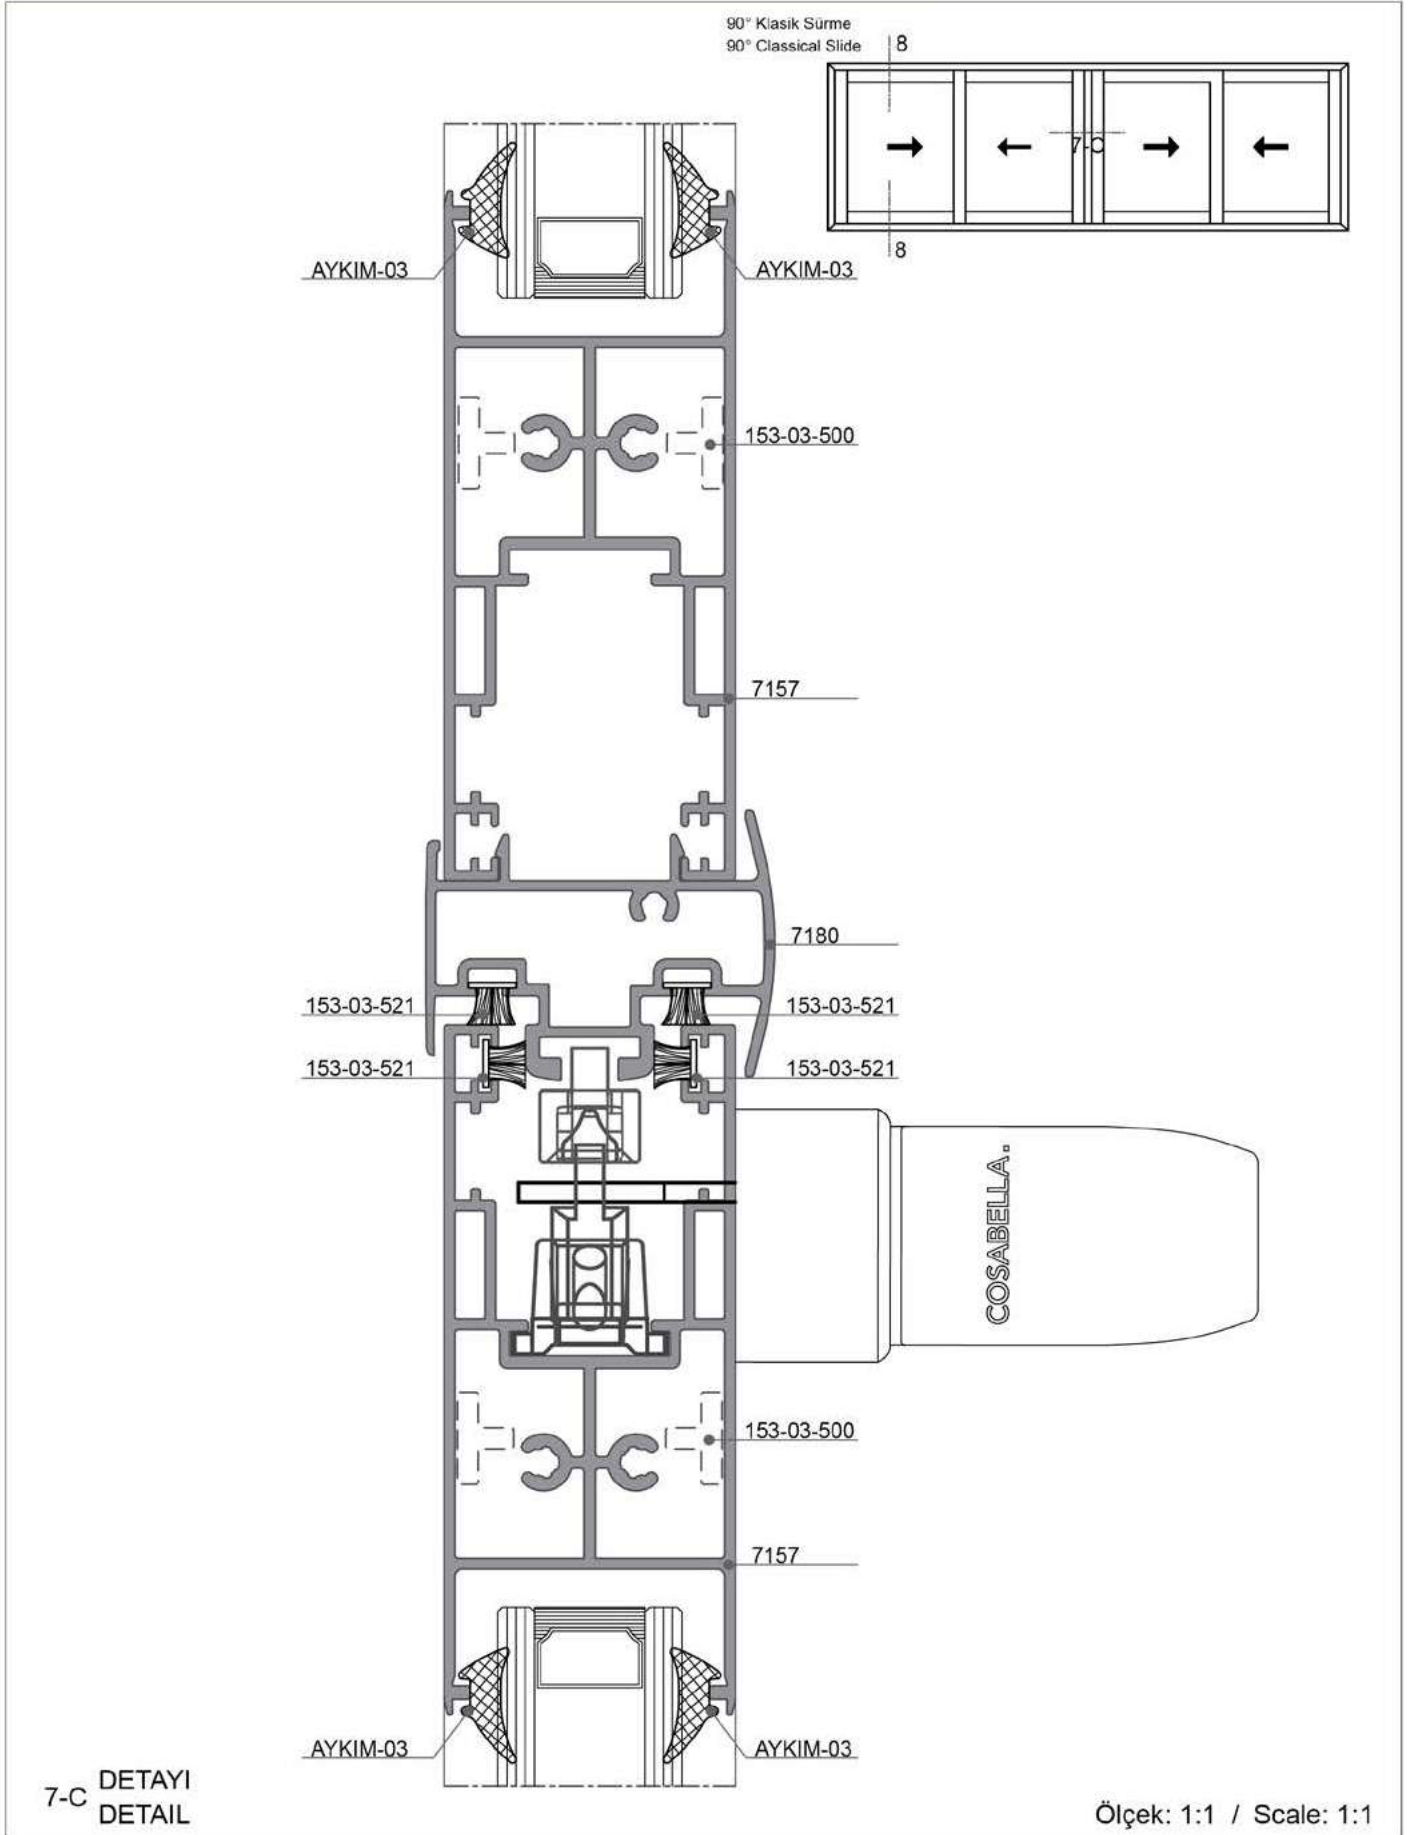 90° Klasik Sürme
90° Classical Slide
8
7-C
8
AYKIM-03
AYKIM-03
153-03-500
7157
7180
153-03-521
153-03-521
153-03-521
153-03-521
COSABELLA.
153-03-500
7157
AYKIM-03
AYKIM-03
7-C DETAYI
DETAIL
Ölçek: 1:1 / Scale: 1:1